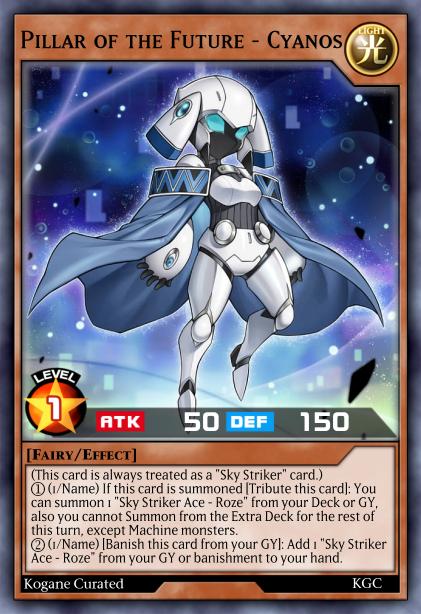 Pillar of the Future - Cyanos
LIGHT
光
LEVEL
1
ATK 50 DEF 150
[Fairy/Effect]
(This card is always treated as a "Sky Striker" card.)
① (1/Name) If this card is summoned [Tribute this card]: You
can summon 1 "Sky Striker Ace - Roze" from your Deck or GY,
also you cannot Summon from the Extra Deck for the rest of
this turn, except Machine monsters.
② (1/Name) [Banish this card from your GY]: Add 1 "Sky Striker
Ace - Roze" from your GY or banishment to your hand.
Kogane Curated KGC